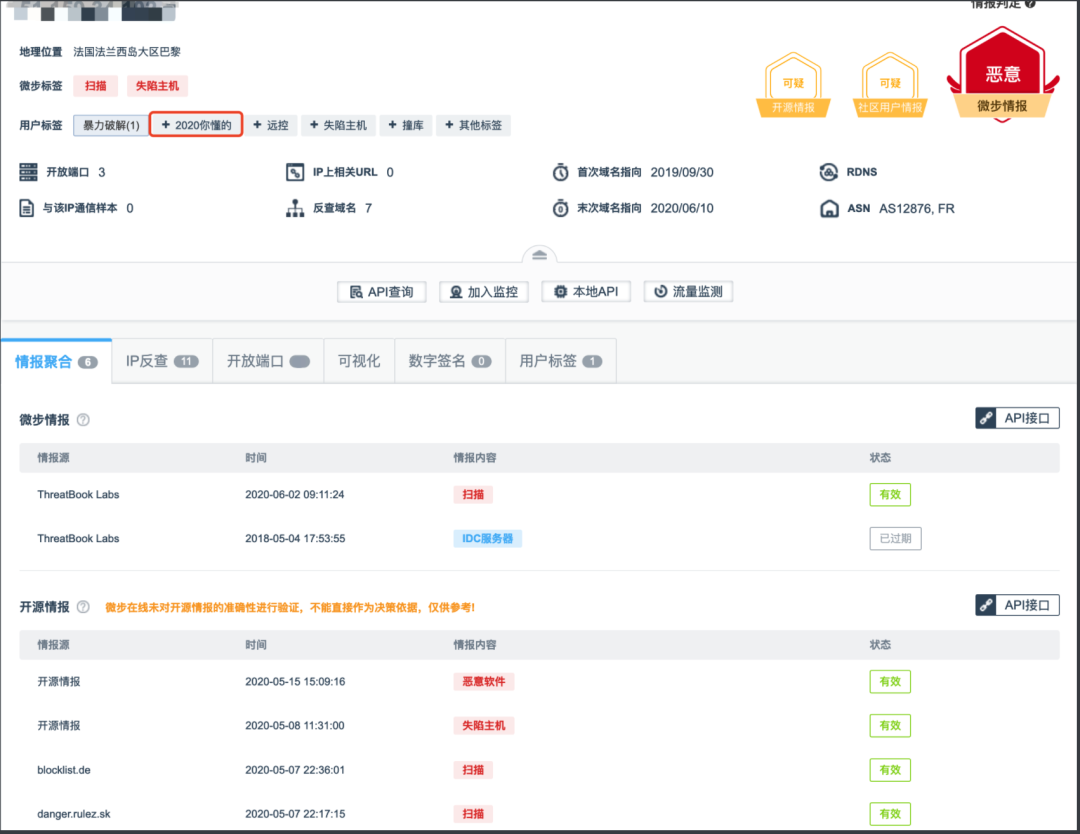 情报判定 ?
地理位置 法国法兰西岛大区巴黎
微步标签 扫描 失陷主机
用户标签 暴力破解(1) + 2020你懂的 + 远控 + 失陷主机 + 撞库 + 其他标签
可疑 开源情报
可疑 社区用户情报
恶意 微步情报
开放端口 3 IP上相关URL 0 首次域名指向 2019/09/30 RDNS
与该IP通信样本 0 反查域名 7 末次域名指向 2020/06/10 ASN AS12876, FR
API查询 加入监控 本地API 流量监测
情报聚合 6 IP反查 11 开放端口 可视化 数字签名 0 用户标签 1
微步情报 ? API接口
情报源 时间 情报内容 状态
ThreatBook Labs 2020-06-02 09:11:24 扫描 有效
ThreatBook Labs 2018-05-04 17:53:55 IDC服务器 已过期
开源情报 ? 微步在线未对开源情报的准确性进行验证，不能直接作为决策依据，仅供参考! API接口
情报源 时间 情报内容 状态
开源情报 2020-05-15 15:09:16 恶意软件 有效
开源情报 2020-05-08 11:31:00 失陷主机 有效
blocklist.de 2020-05-07 22:36:01 扫描 有效
danger.rulez.sk 2020-05-07 22:17:15 扫描 有效